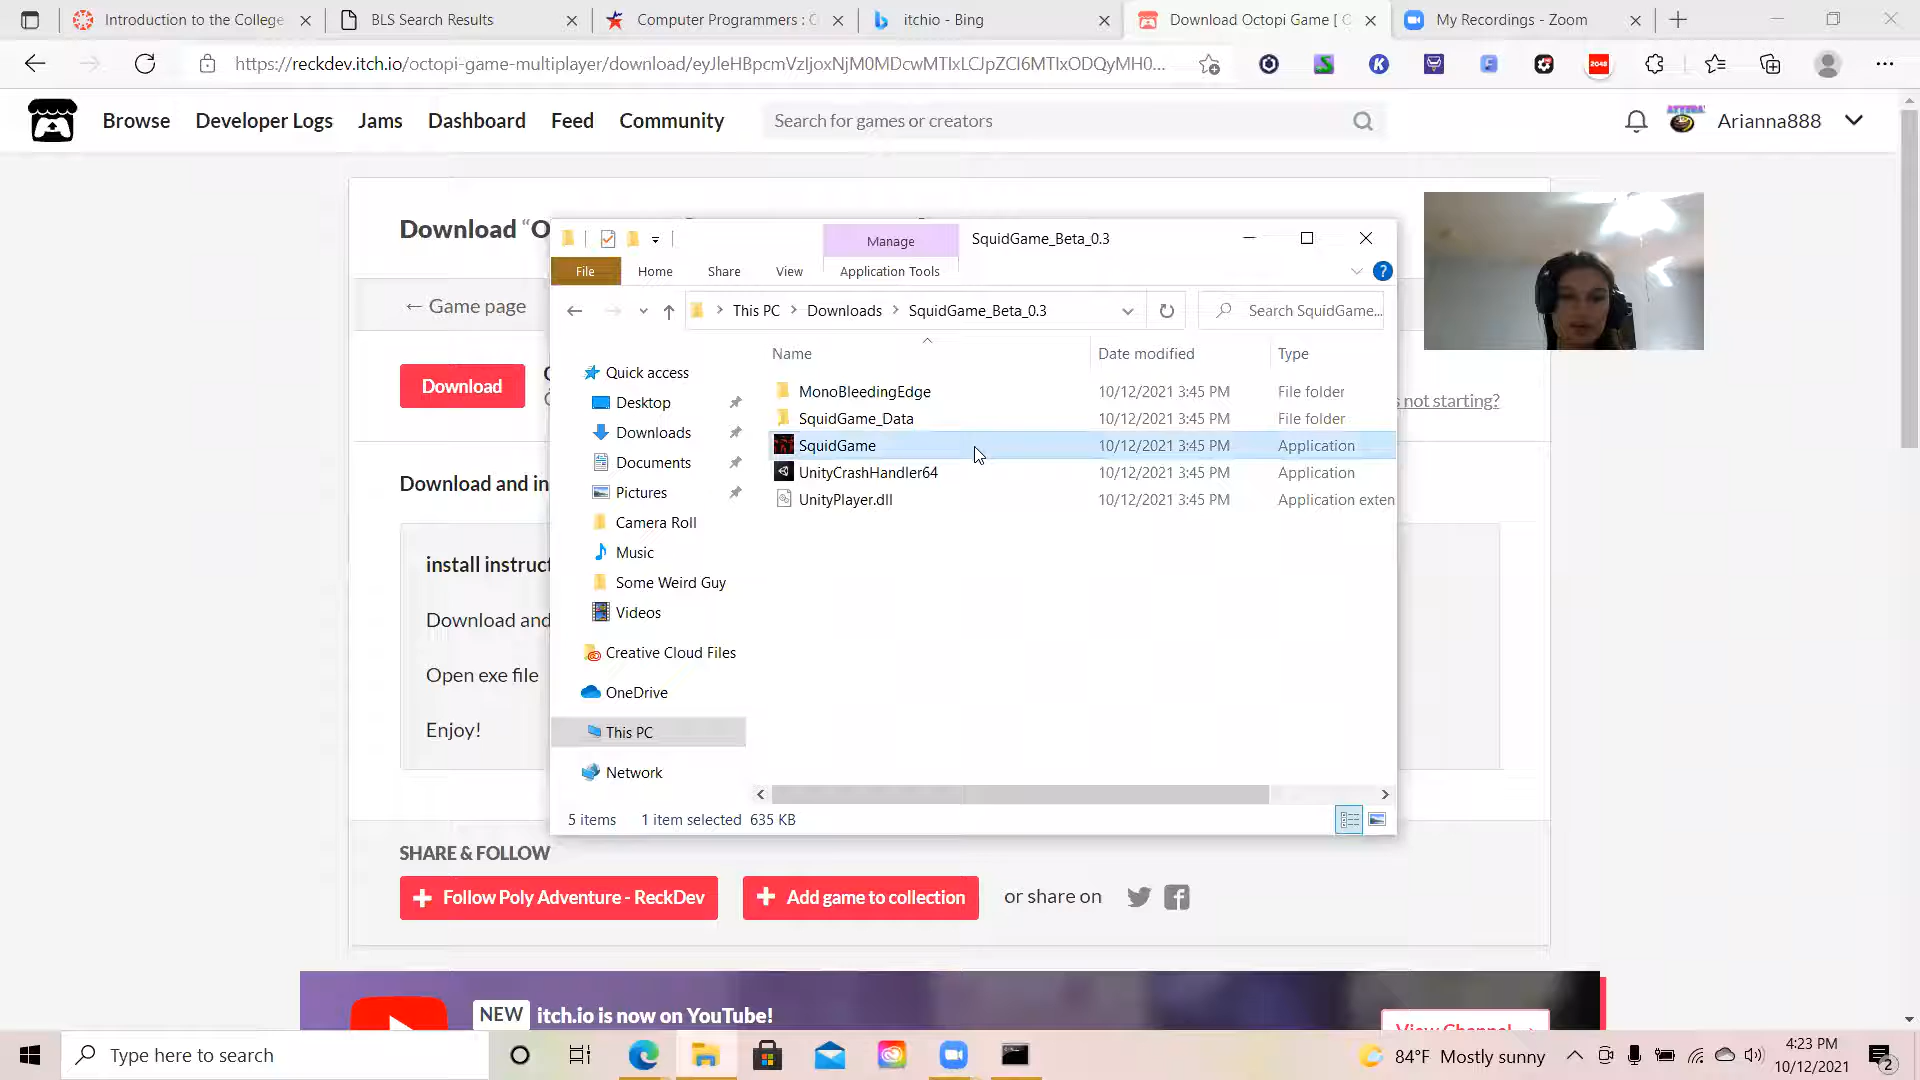 Introduction to the College
BLS Search Results
Computer Programmers : O
itchio - Bing
Download Octopi Game [ C
My Recordings - Zoom
https://reckdev.itch.io/octopi-game-multiplayer/download/eyJleHBpcmVzIjoxNjM0MDcwMTIxLCJpZCI6MTIxODQyMH0...
2048
Browse
Developer Logs
Jams
Dashboard
Feed
Community
Search for games or creators
Arianna888
Download “O
← Game page
Download
not starting?
Download and in
install instruct
Download and
Open exe file
Enjoy!
Manage
SquidGame_Beta_0.3
File
Home
Share
View
Application Tools
This PC
Downloads
SquidGame_Beta_0.3
Search SquidGame...
Name
Date modified
Type
Quick access
Desktop
Downloads
Documents
Pictures
Camera Roll
Music
Some Weird Guy
Videos
Creative Cloud Files
OneDrive
This PC
Network
MonoBleedingEdge 10/12/2021 3:45 PM File folder
SquidGame_Data 10/12/2021 3:45 PM File folder
SquidGame 10/12/2021 3:45 PM Application
UnityCrashHandler64 10/12/2021 3:45 PM Application
UnityPlayer.dll 10/12/2021 3:45 PM Application exten
5 items 1 item selected 635 KB
SHARE & FOLLOW
Follow Poly Adventure - ReckDev
Add game to collection
or share on
NEW itch.io is now on YouTube!
View Channel
Type here to search
84°F Mostly sunny
4:23 PM
10/12/2021
2